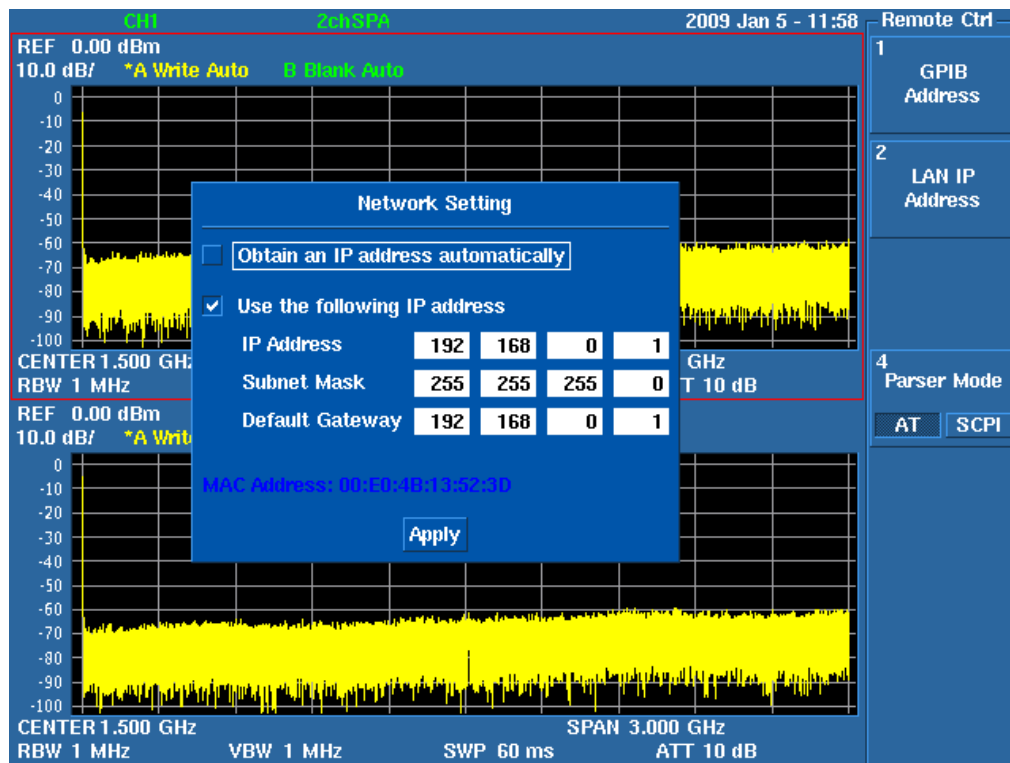 CH1 2chSPA 2009 Jan 5 - 11:58
REF 0.00 dBm
10.0 dB/ *A Write Auto B Blank Auto
0
-10
-20
-30
-40
-50
-60
-70
-80
-90
-100
CENTER 1.500 GHz
GHz
RBW 1 MHz
T 10 dB
Network Setting
Obtain an IP address automatically
Use the following IP address
IP Address 192 168 0 1
Subnet Mask 255 255 255 0
Default Gateway 192 168 0 1
MAC Address: 00:E0:4B:13:52:3D
Apply
REF 0.00 dBm
10.0 dB/ *A Writ
0
-10
-20
-30
-40
-50
-60
-70
-80
-90
-100
CENTER 1.500 GHz SPAN 3.000 GHz
RBW 1 MHz VBW 1 MHz SWP 60 ms ATT 10 dB
Remote Ctrl
1
GPIB
Address
2
LAN IP
Address
4
Parser Mode
AT SCPI